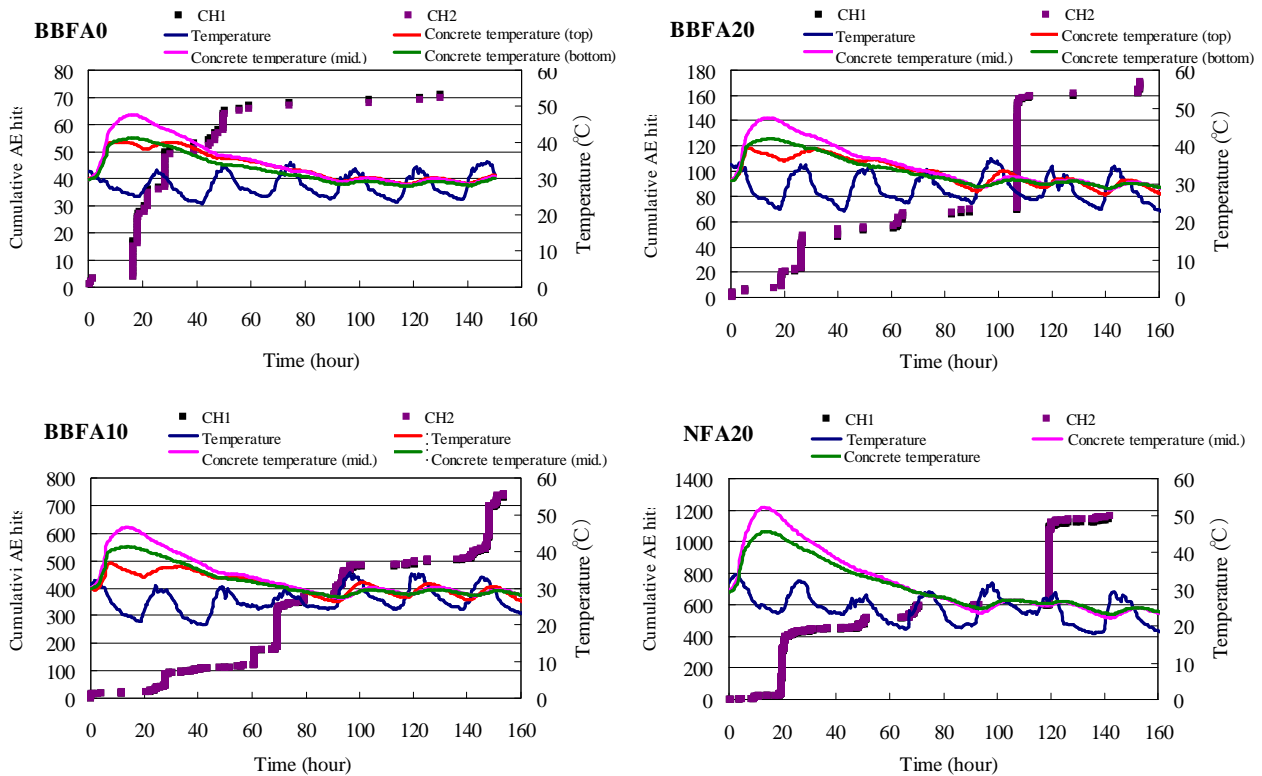 BBFA0
CH1 CH2
Temperature Concrete temperature (top)
Concrete temperature (mid.) Concrete temperature (bottom)
Cumulative AE hits
80
70
60
50
40
30
20
10
0
60
50
40
30
20
10
0
Temperature (℃)
0 20 40 60 80 100 120 140 160
Time (hour)
BBFA20
CH1 CH2
Temperature Concrete temperature (top)
Concrete temperature (mid.) Concrete temperature (bottom)
Cumulative AE hits
180
160
140
120
100
80
60
40
20
0
60
50
40
30
20
10
0
Temperature (℃)
0 20 40 60 80 100 120 140 160
Time (hour)
BBFA10
CH1 CH2
Temperature Temperature
Concrete temperature (mid.) Concrete temperature (mid.)
Cumulati AE hits
800
700
600
500
400
300
200
100
0
60
50
40
30
20
10
0
Temperature (℃)
0 20 40 60 80 100 120 140 160
Time (hour)
NFA20
CH1 CH2
Temperature Concrete temperature (mid.)
Concrete temperature
Cumulative AE hits
1400
1200
1000
800
600
400
200
0
60
50
40
30
20
10
0
Temperature (℃)
0 20 40 60 80 100 120 140 160
Time (hour)